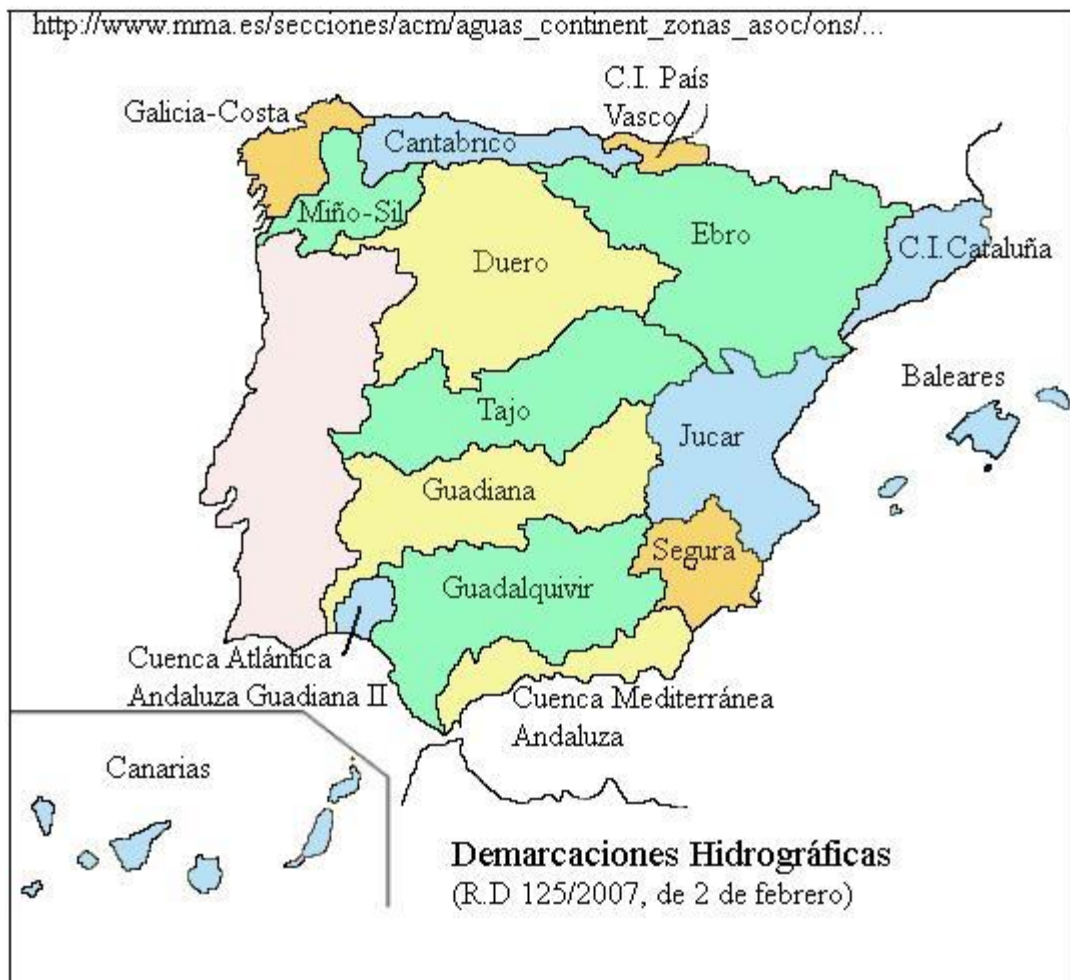 http://www.mma.es/secciones/acm/aguas_continent_zonas_asoc/ons/...
C.I. País
Vasco
Galicia-Costa
Cantabrico
Miño-Sil
Ebro
C.I.Cataluña
Duero
Baleares
Tajo
Jucar
Guadiana
Segura
Guadalquivir
Cuenca Atlántica
Andaluza Guadiana II
Cuenca Mediterránea
Andaluza
Canarias
Demarcaciones Hidrográficas
(R.D 125/2007, de 2 de febrero)